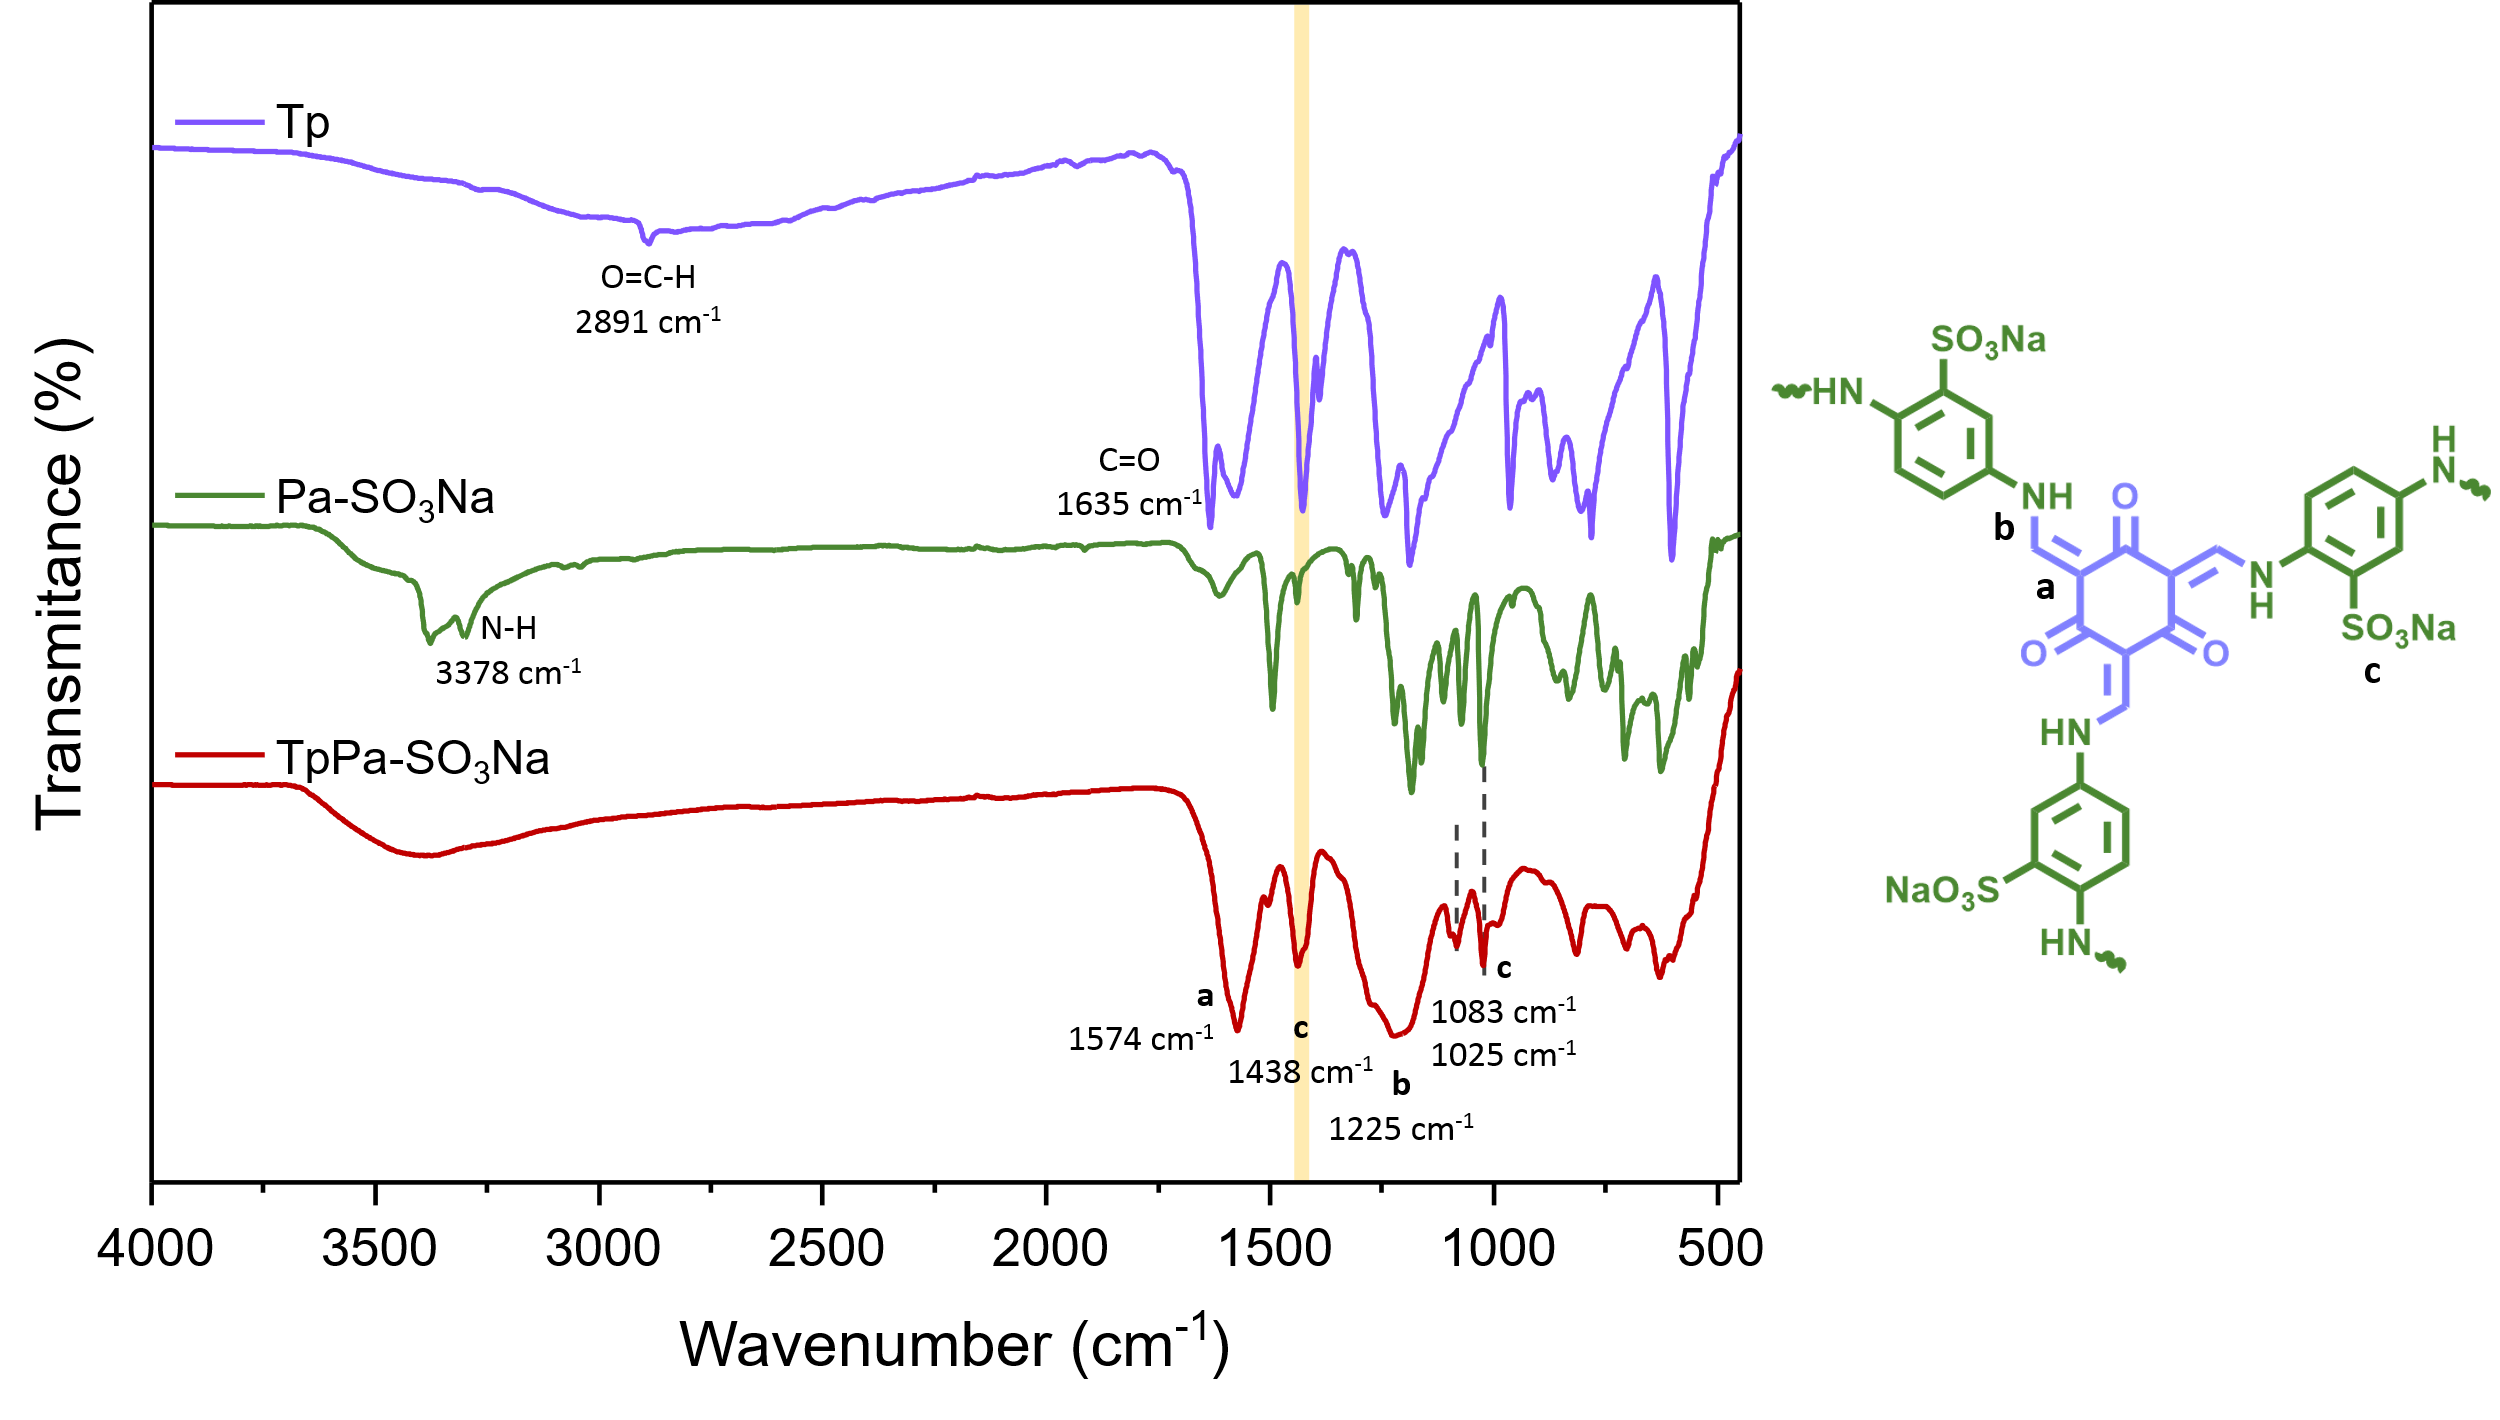 Transmitance (%)
Tp
O=C-H
2891 cm⁻¹
C=O
1635 cm⁻¹
Pa-SO₃Na
N-H
3378 cm⁻¹
TpPa-SO₃Na
a
1574 cm⁻¹
c
1438 cm⁻¹
b
1225 cm⁻¹
c
1083 cm⁻¹
1025 cm⁻¹
4000 3500 3000 2500 2000 1500 1000 500
Wavenumber (cm⁻¹)
SO₃Na
HN
H
N
NH
O
b
a
N
H
SO₃Na
c
O
O
HN
NaO₃S
HN